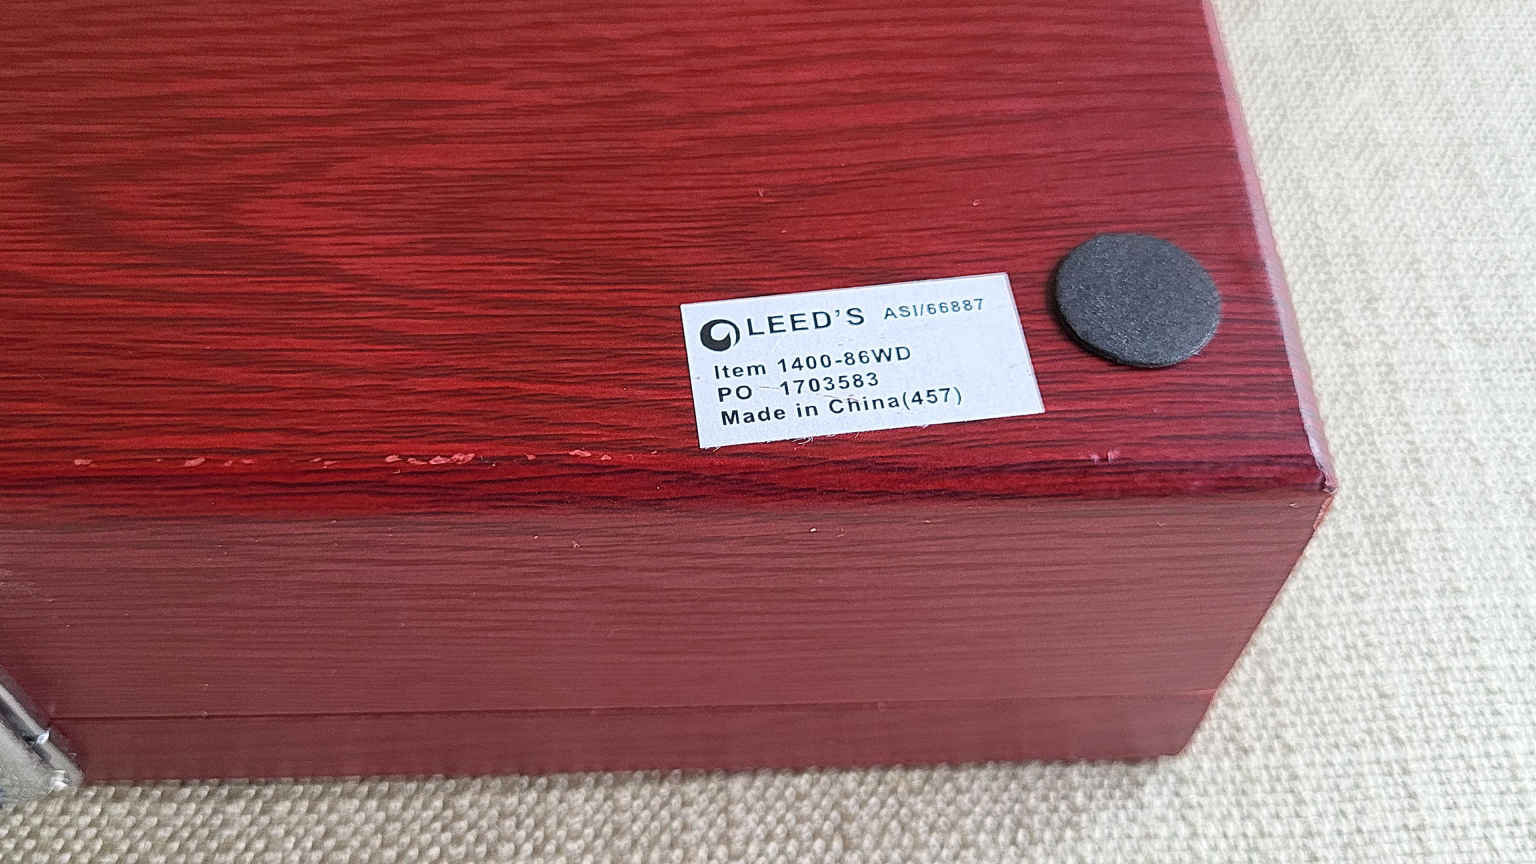 LEED'S ASI/66887
Item 1400-86WD
PO 1703583
Made in China(457)